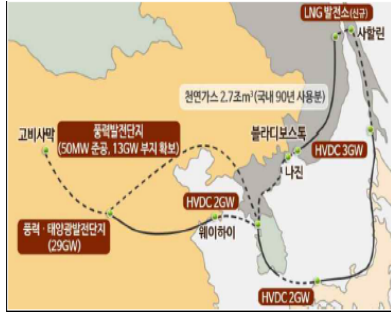 LNG 발전소(신규)
사할린
천연가스 2.7조m³(국내 90년 사용분)
고비사막
풍력발전단지
(50MW 준공, 13GW 부지 확보)
블라디보스톡
HVDC 3GW
나진
HVDC 2GW
풍력·태양광발전단지
(29GW)
웨이하이
HVDC 2GW